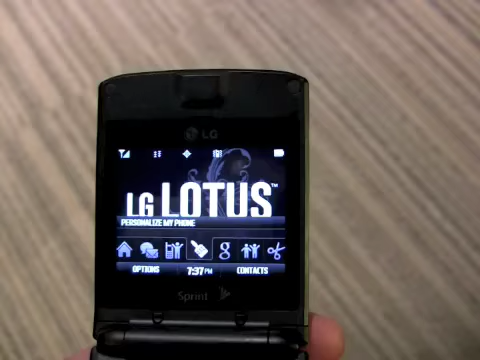 LG
LG LOTUS™
PERSONALIZE MY PHONE
g
OPTIONS 7:37PM CONTACTS
Sprint